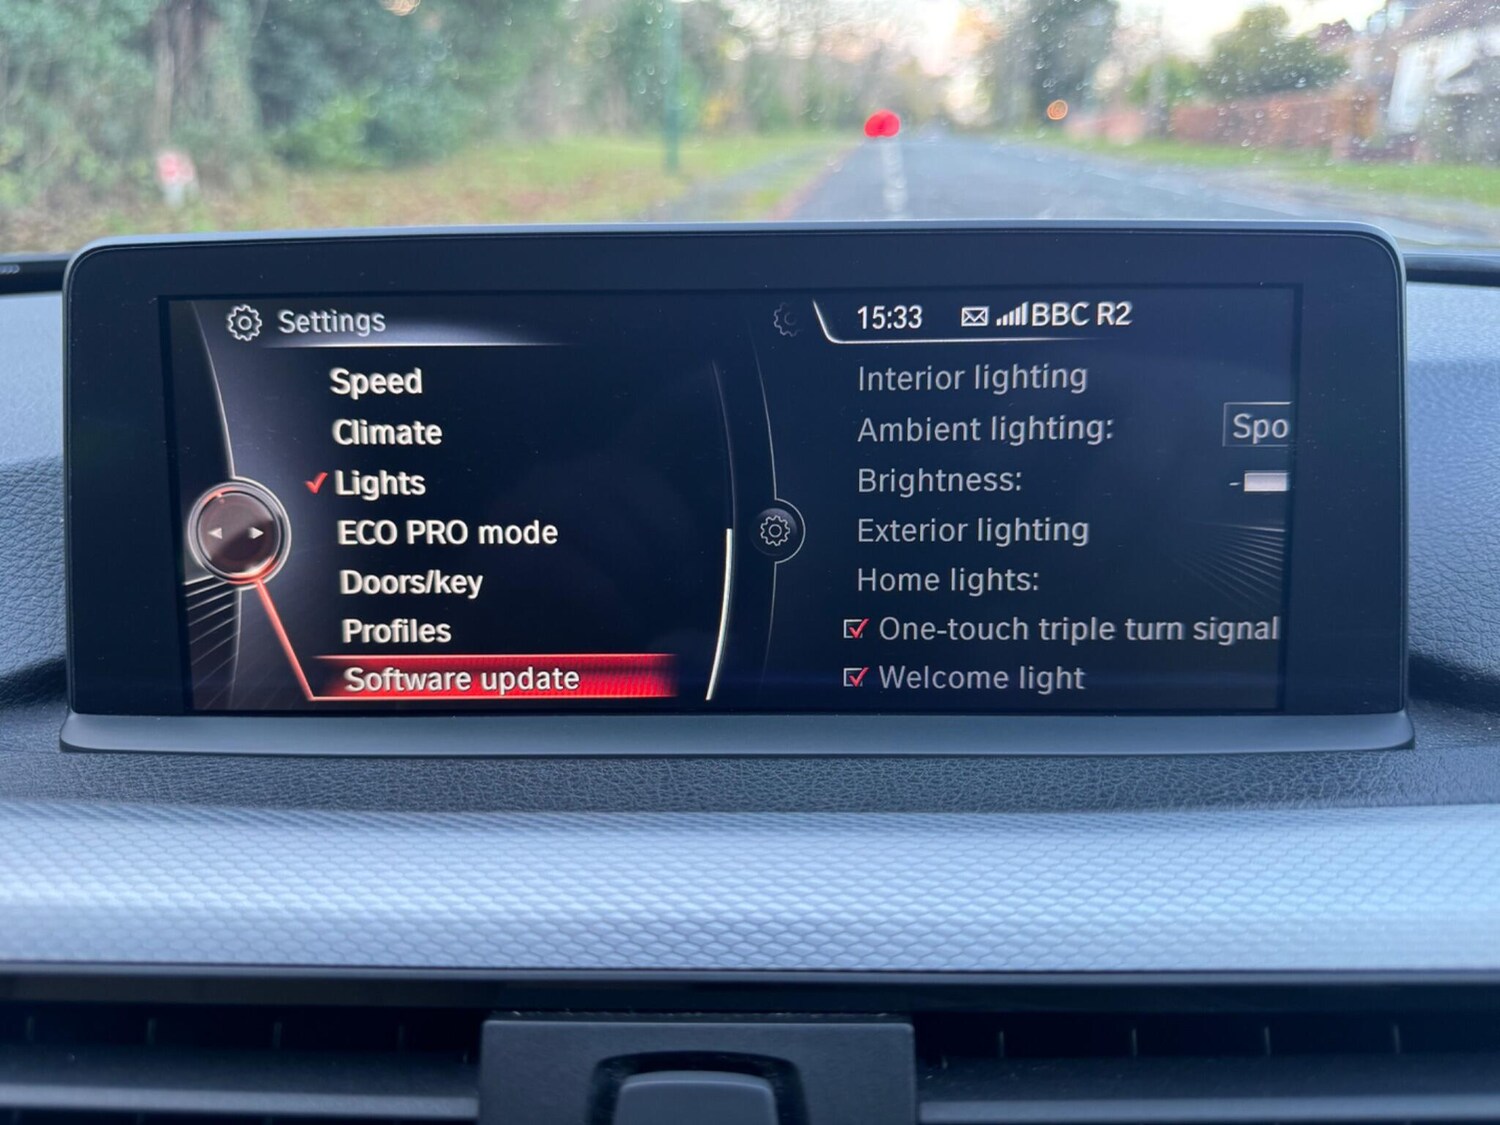 Settings
15:33 BBC R2
Speed
Climate
Lights
ECO PRO mode
Doors/key
Profiles
Software update
Interior lighting
Ambient lighting: Spo
Brightness: -
Exterior lighting
Home lights:
One-touch triple turn signal
Welcome light